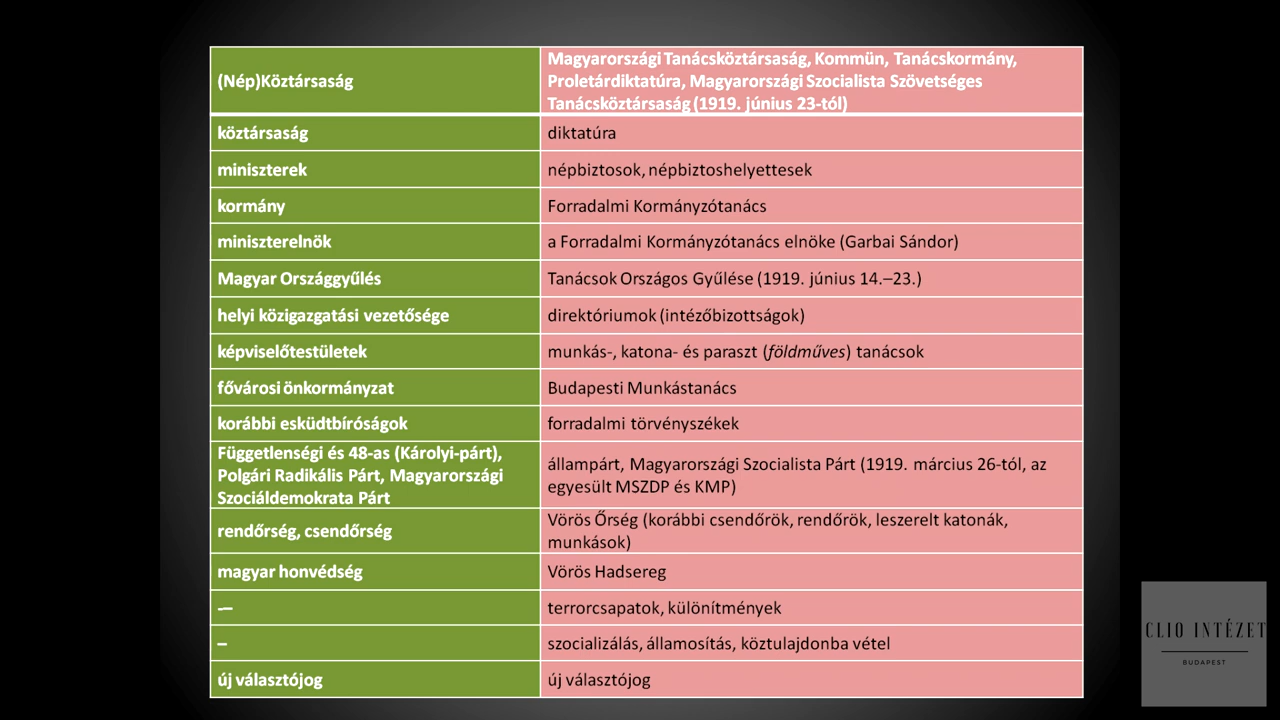 (Nép)Köztársaság
Magyarországi Tanácsköztársaság, Kommün, Tanácskormány,
Proletárdiktatúra, Magyarországi Szocialista Szövetséges
Tanácsköztársaság (1919. június 23-tól)
köztársaság
diktatúra
miniszterek
népbiztosok, népbiztoshelyettesek
kormány
Forradalmi Kormányzótanács
miniszterelnök
a Forradalmi Kormányzótanács elnöke (Garbai Sándor)
Magyar Országgyűlés
Tanácsok Országos Gyűlése (1919. június 14.–23.)
helyi közigazgatási vezetősége
direktóriumok (intézőbizottságok)
képviselőtestületek
munkás-, katona- és paraszt (földműves) tanácsok
fővárosi önkormányzat
Budapesti Munkástanács
korábbi esküdtbíróságok
forradalmi törvényszékek
Függetlenségi és 48-as (Károlyi-párt),
Polgári Radikális Párt, Magyarországi
Szociáldemokrata Párt
állampárt, Magyarországi Szocialista Párt (1919. március 26-tól, az
egyesült MSZDP és KMP)
rendőrség, csendőrség
Vörös Őrség (korábbi csendőrök, rendőrök, leszerelt katonák,
munkások)
magyar honvédség
Vörös Hadsereg
-–
terrorcsapatok, különítmények
–
szocializálás, államosítás, köztulajdonba vétel
új választójog
új választójog
CLIO INTÉZET
BUDAPEST